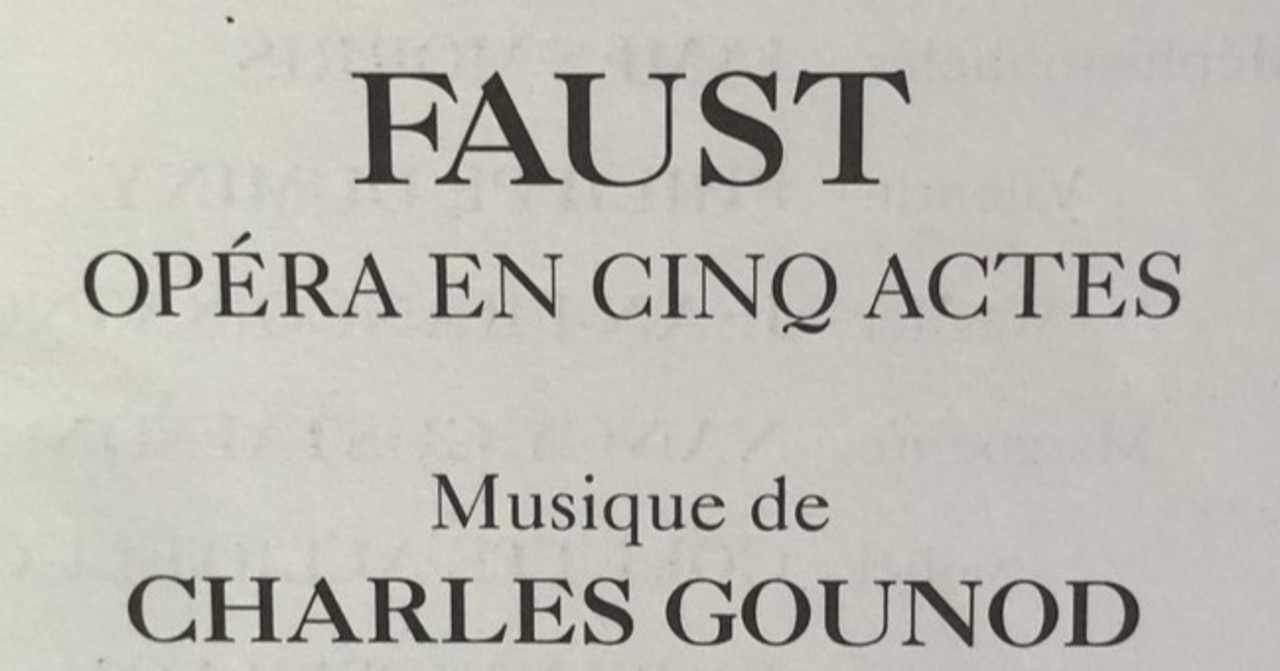 FAUST
OPÉRA EN CINQ ACTES
Musique de
CHARLES GOUNOD